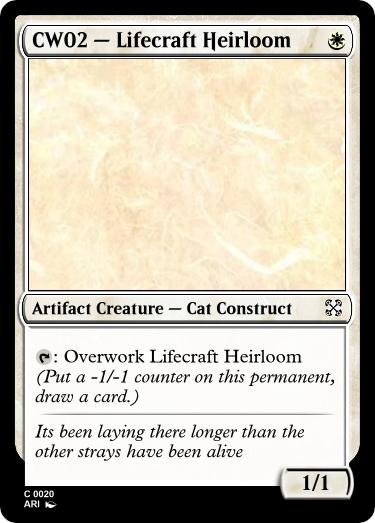 CW02 — Lifecraft Heirloom
Artifact Creature — Cat Construct
: Overwork Lifecraft Heirloom
(Put a -1/-1 counter on this permanent,
draw a card.)
Its been laying there longer than the
other strays have been alive
1/1
C 0020
ARI